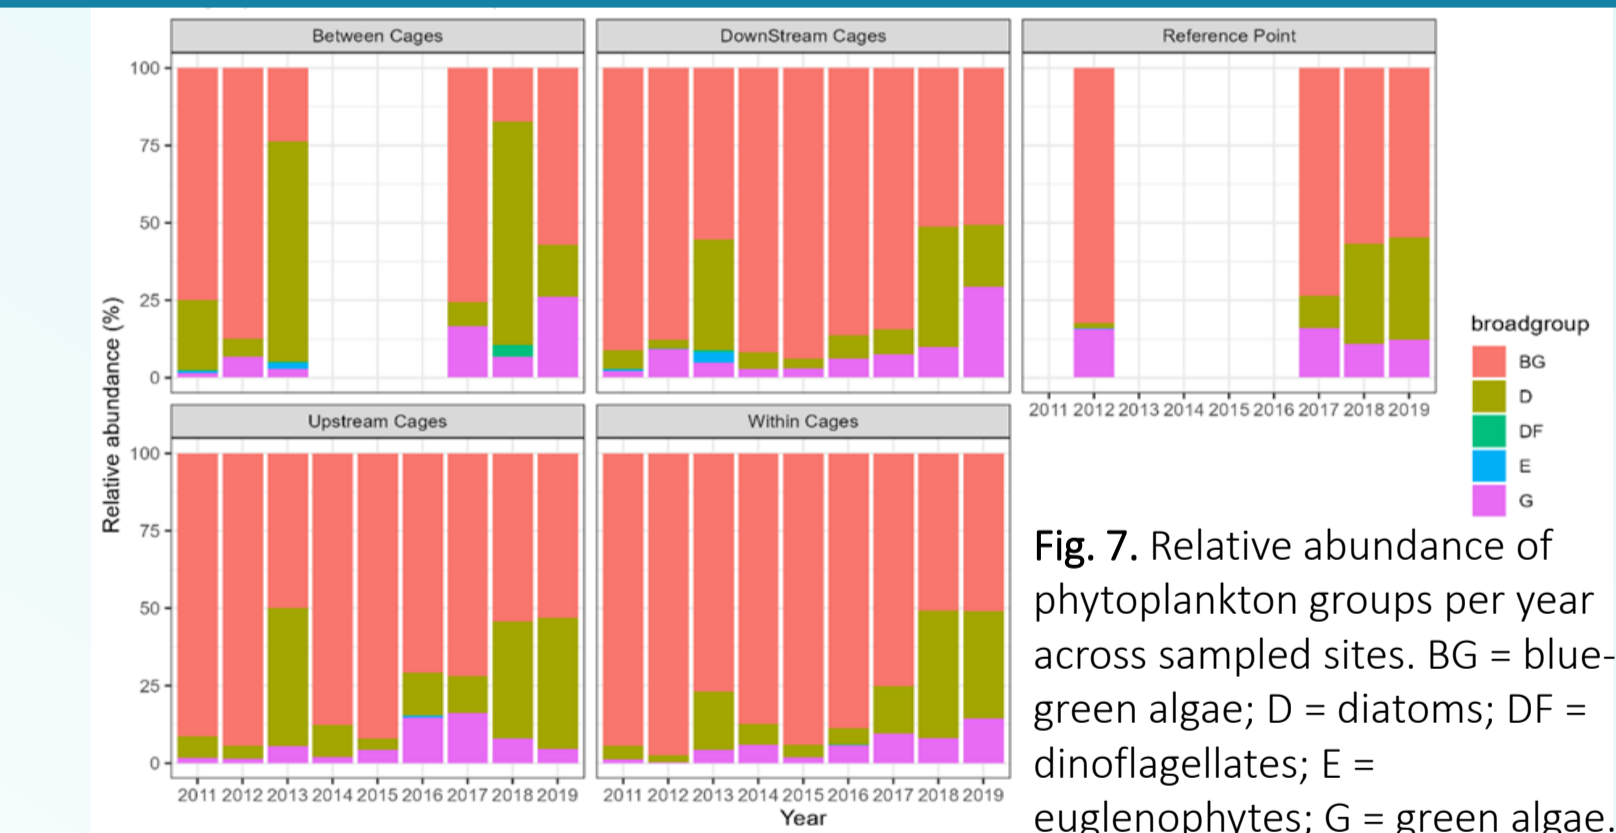 Between Cages
DownStream Cages
Reference Point
100
75
50
25
0
2011 2012 2013 2014 2015 2016 2017 2018 2019
Upstream Cages
Within Cages
100
75
50
25
0
2011 2012 2013 2014 2015 2016 2017 2018 2019
2011 2012 2013 2014 2015 2016 2017 2018 2019
Relative abundance (%)
Year
broadgroup
BG
D
DF
E
G
Fig. 7. Relative abundance of
phytoplankton groups per year
across sampled sites. BG = blue-
green algae; D = diatoms; DF =
dinoflagellates; E =
euglenophytes; G = green algae.